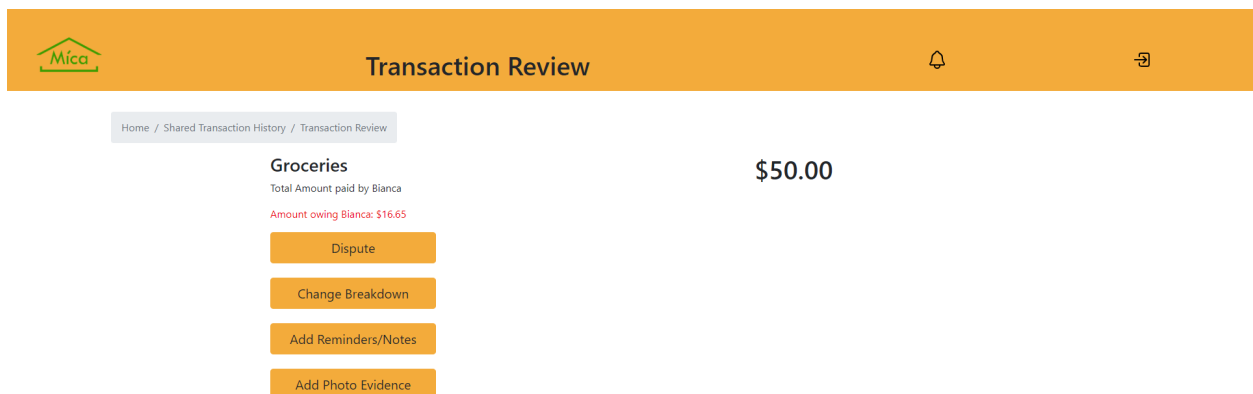 Mica
Transaction Review
Home / Shared Transaction History / Transaction Review
Groceries
$50.00
Total Amount paid by Bianca
Amount owing Bianca: $16.65
Dispute
Change Breakdown
Add Reminders/Notes
Add Photo Evidence